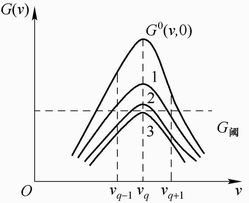 G(v)
G⁰(v,0)
1
2
3
G阈
O
v_{q-1}
v_q
v_{q+1}
v